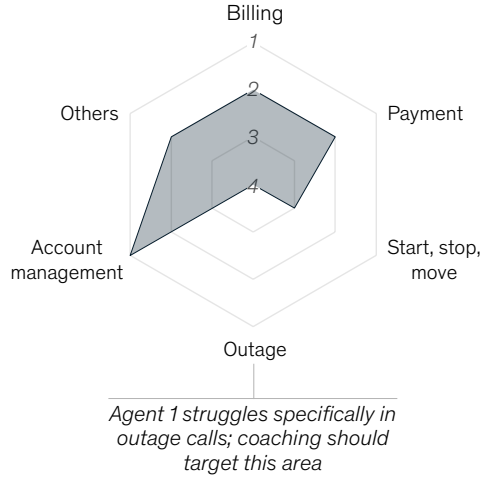 Billing
1
2
Others
Payment
3
4
Account
management
Start, stop,
move
Outage
Agent 1 struggles specifically in
outage calls; coaching should
target this area